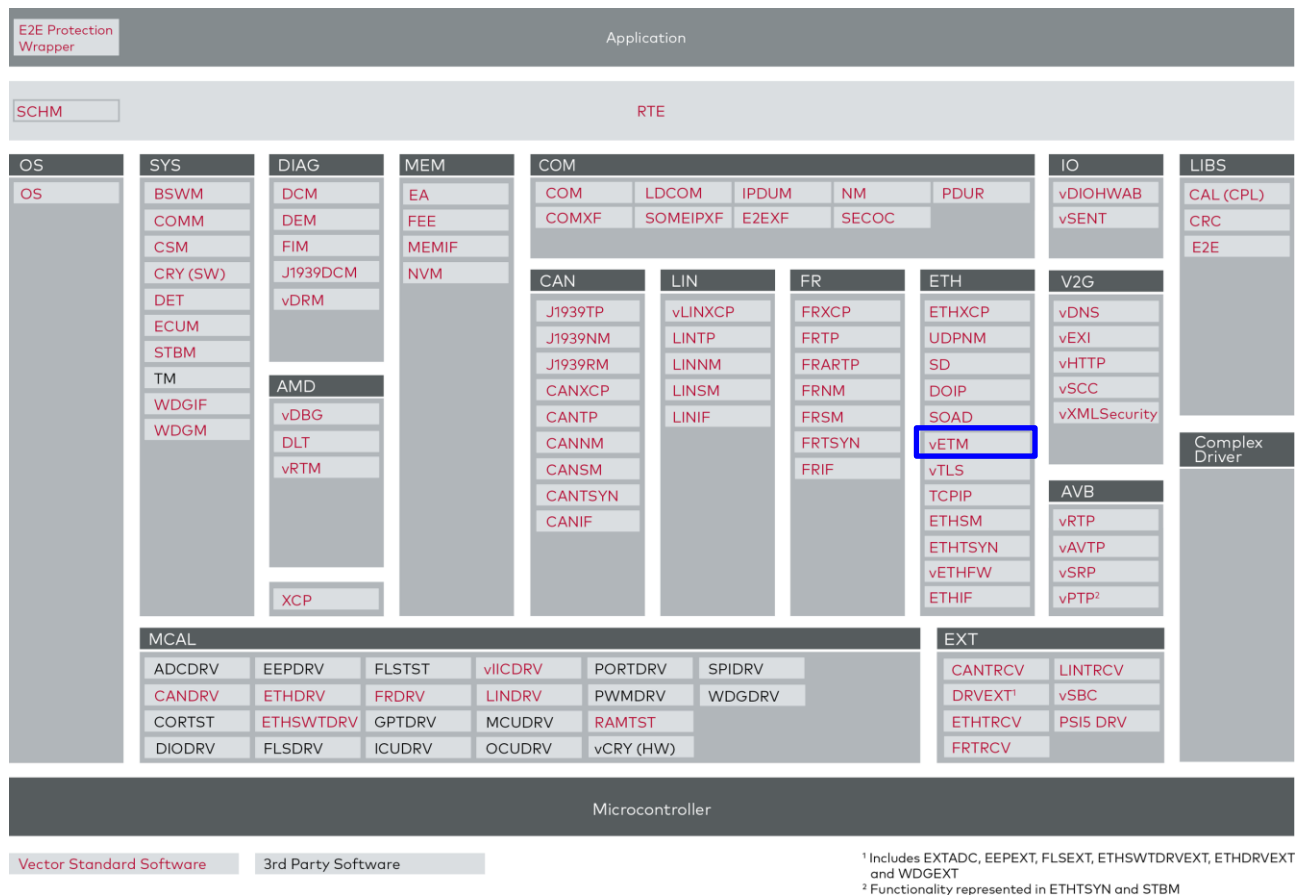 E2E Protection
Wrapper
Application
SCHM
RTE
OS
OS
SYS
BSWM
COMM
CSM
CRY (SW)
DET
ECUM
STBM
TM
WDGIF
WDGM
DIAG
DCM
DEM
FIM
J1939DCM
vDRM
AMD
vDBG
DLT
vRTM
XCP
MEM
EA
FEE
MEMIF
NVM
COM
COM LDCOM IPDUM NM PDUR
COMXF SOMEIPXF E2EXF SECOC
CAN
J1939TP
J1939NM
J1939RM
CANXCP
CANTP
CANNM
CANSM
CANTSYN
CANIF
LIN
vLINXCP
LINTP
LINNM
LINSM
LINIF
FR
FRXCP
FRTP
FRARTP
FRNM
FRSM
FRTSYN
FRIF
ETH
ETHXCP
UDPNM
SD
DOIP
SOAD
vETM
vTLS
TCPIP
ETHSM
ETHTSYN
vETHFW
ETHIF
IO
vDIOHWAB
vSENT
V2G
vDNS
vEXI
vHTTP
vSCC
vXMLSecurity
AVB
vRTP
vAVTP
vSRP
vPTP²
LIBS
CAL (CPL)
CRC
E2E
Complex
Driver
MCAL
ADCDRV EEPDRV FLSTST vIICDRV PORTDRV SPIDRV
CANDRV ETHDRV FRDRV LINDRV PWMDRV WDGDRV
CORTST ETHSWTDRV GPTDRV MCUDRV RAMTST
DIODRV FLSDRV ICUDRV OCUDRV vCRY (HW)
EXT
CANTRCV LINTRCV
DRVEXT¹ vSBC
ETHTRCV PSI5 DRV
FRTRCV
Microcontroller
Vector Standard Software
3rd Party Software
¹ Includes EXTADC, EEPEXT, FLSEXT, ETHSWTDRVEXT, ETHDRVEXT
and WDGEXT
² Functionality represented in ETHTSYN and STBM